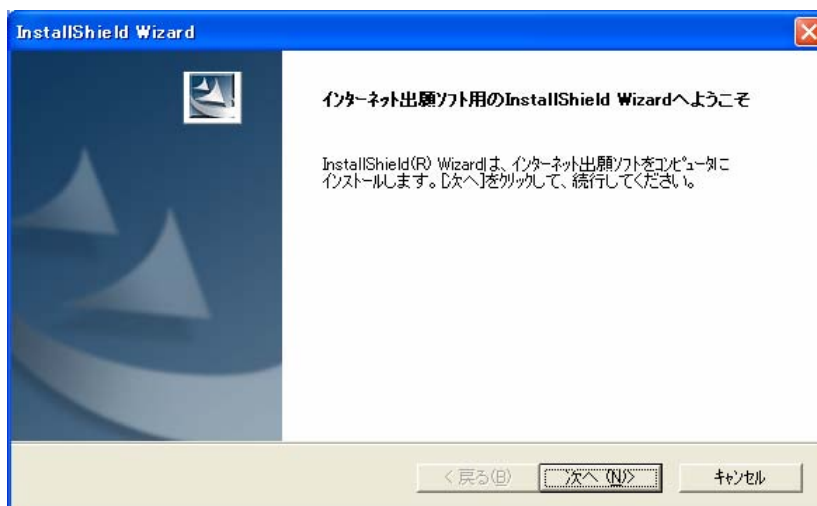 InstallShield Wizard
インターネット出願ソフト用のInstallShield Wizardへようこそ
InstallShield(R) Wizardは、インターネット出願ソフトをコンピュータに
インストールします。[次へ]をクリックして、続行してください。
< 戻る(B)
次へ(N)>
キャンセル